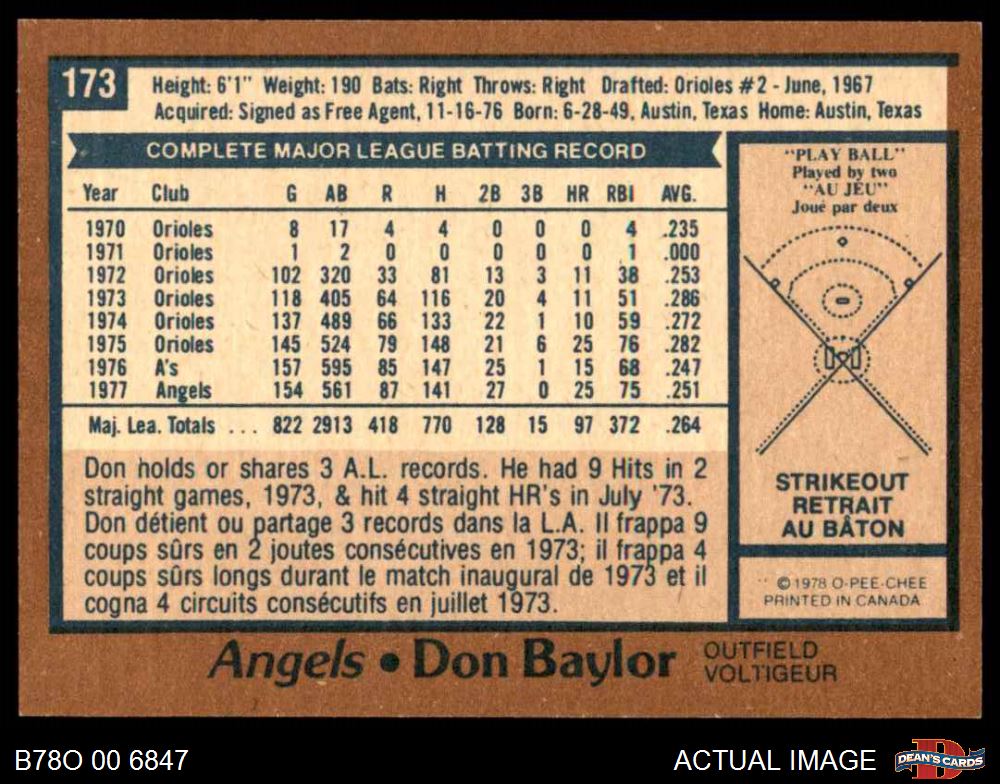 173
Height: 6'1" Weight: 190 Bats: Right Throws: Right Drafted: Orioles #2 - June, 1967
Acquired: Signed as Free Agent, 11-16-76 Born: 6-28-49, Austin, Texas Home: Austin, Texas
COMPLETE MAJOR LEAGUE BATTING RECORD
Year Club G AB R H 2B 3B HR RBI AVG.
1970 Orioles 8 17 4 4 0 0 0 4 .235
1971 Orioles 1 2 0 0 0 0 0 1 .000
1972 Orioles 102 320 33 81 13 3 11 38 .253
1973 Orioles 118 405 64 116 20 4 11 51 .286
1974 Orioles 137 489 66 133 22 1 10 59 .272
1975 Orioles 145 524 79 148 21 6 25 76 .282
1976 A's 157 595 85 147 25 1 15 68 .247
1977 Angels 154 561 87 141 27 0 25 75 .251
Maj. Lea. Totals ... 822 2913 418 770 128 15 97 372 .264
Don holds or shares 3 A.L. records. He had 9 Hits in 2
straight games, 1973, & hit 4 straight HR's in July '73.
Don détient ou partage 3 records dans la L.A. Il frappa 9
coups sûrs en 2 joutes consécutives en 1973; il frappa 4
coups sûrs longs durant le match inaugural de 1973 et il
cogna 4 circuits consécutifs en juillet 1973.
"PLAY BALL"
Played by two
"AU JEU"
Joué par deux
STRIKEOUT
RETRAIT
AU BÂTON
© 1978 O-PEE-CHEE
PRINTED IN CANADA
Angels • Don Baylor
OUTFIELD
VOLTIGEUR
B78O 00 6847
ACTUAL IMAGE
DEAN'S CARDS